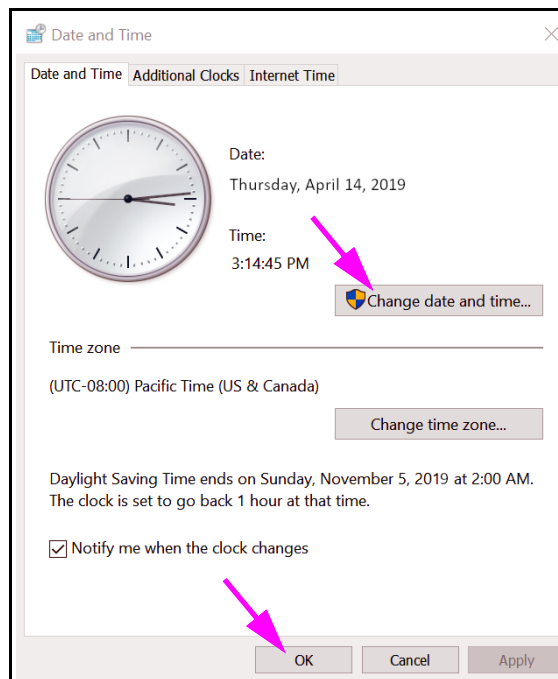 Date and Time
Date and Time Additional Clocks Internet Time
Date:
Thursday, April 14, 2019
Time:
3:14:45 PM
Change date and time...
Time zone
(UTC-08:00) Pacific Time (US & Canada)
Change time zone...
Daylight Saving Time ends on Sunday, November 5, 2019 at 2:00 AM.
The clock is set to go back 1 hour at that time.
Notify me when the clock changes
OK Cancel Apply